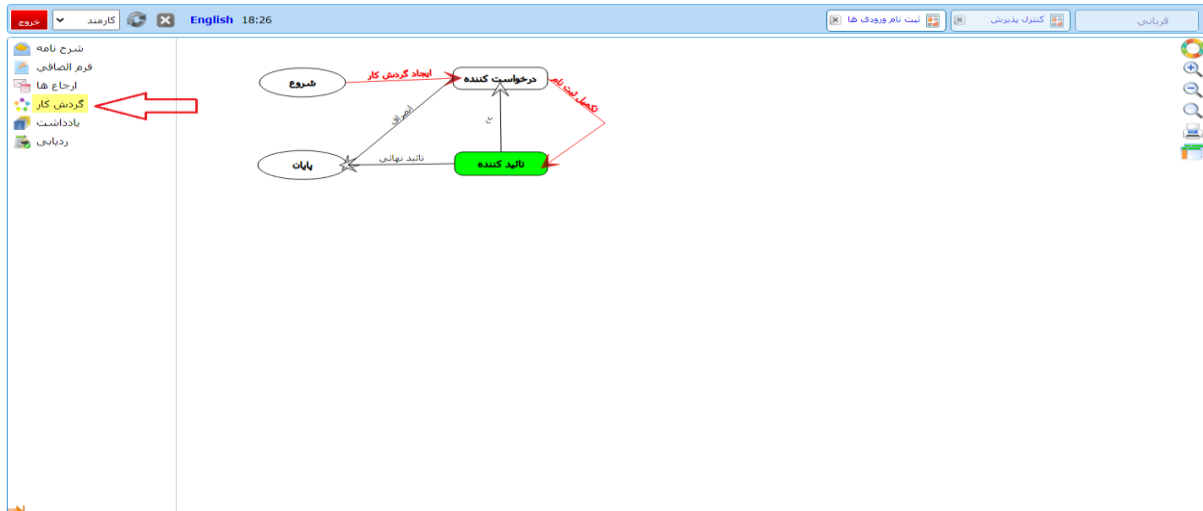 قربانی
کنترل پذیرش
ثبت نام ورودی ها
18:26 English
کارمند
خروج
شرح نامه
فرم الصاقی
ارجاع ها
گردش کار
یادداشت
ردیابی
شروع
ایجاد گردش کار
درخواست کننده
تکمیل ثبت نام
انصراف
تائید کننده
تائید نهائی
پایان